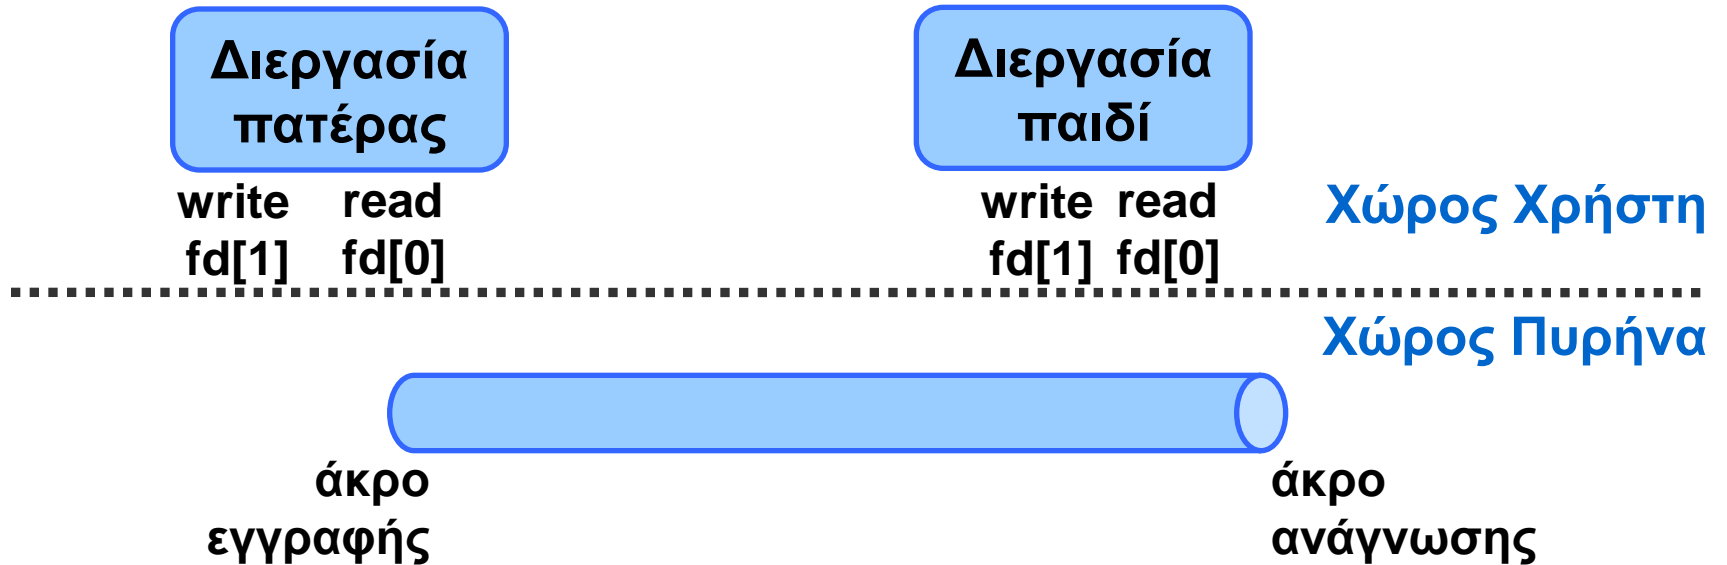 Διεργασία
πατέρας
Διεργασία
παιδί
write read
fd[1] fd[0]
write read
fd[1] fd[0]
Χώρος Χρήστη
Χώρος Πυρήνα
άκρο
εγγραφής
άκρο
ανάγνωσης